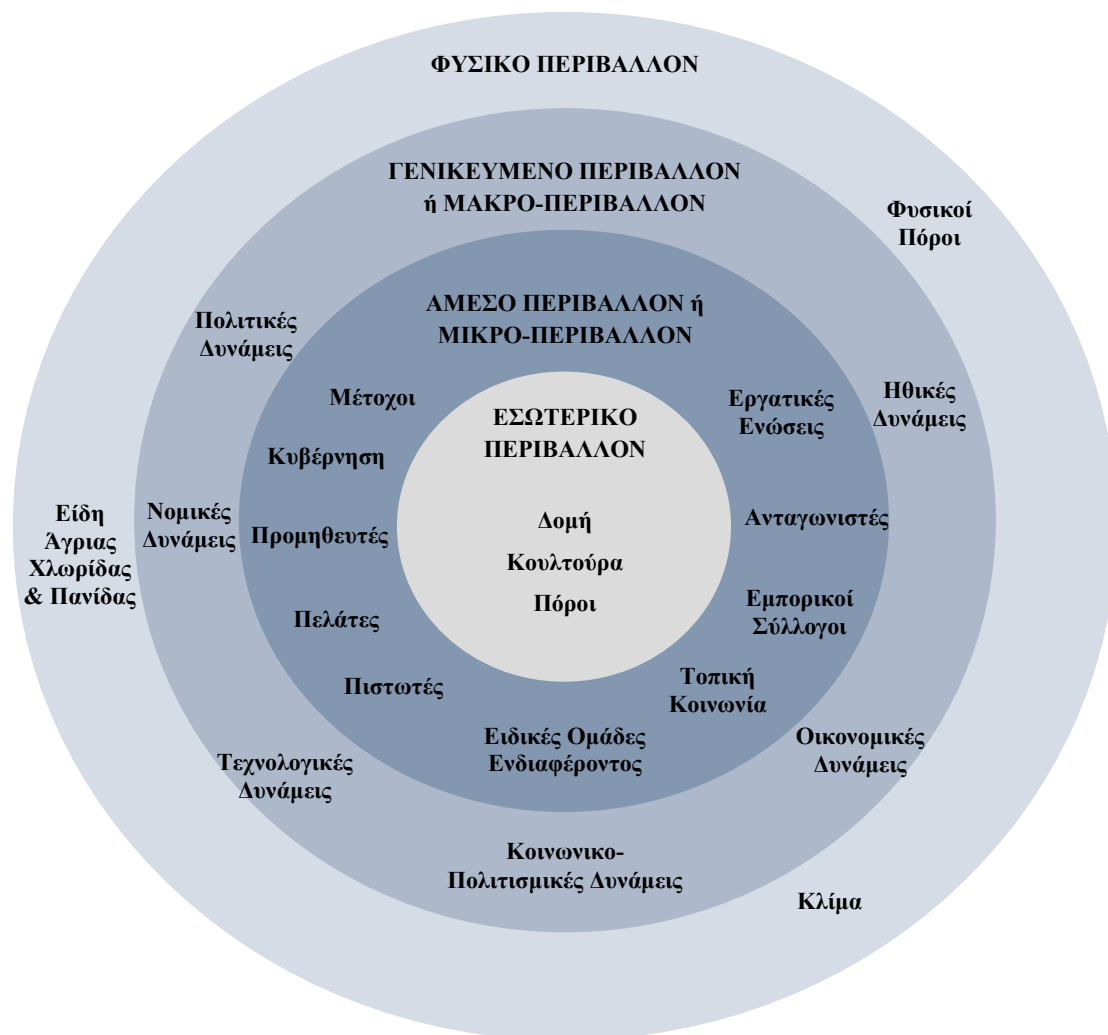 ΦΥΣΙΚΟ ΠΕΡΙΒΑΛΛΟΝ
ΓΕΝΙΚΕΥΜΕΝΟ ΠΕΡΙΒΑΛΛΟΝ
ή ΜΑΚΡΟ-ΠΕΡΙΒΑΛΛΟΝ
Φυσικοί
Πόροι
ΑΜΕΣΟ ΠΕΡΙΒΑΛΛΟΝ ή
ΜΙΚΡΟ-ΠΕΡΙΒΑΛΛΟΝ
Πολιτικές
Δυνάμεις
Μέτοχοι
Εργατικές
Ενώσεις
Ηθικές
Δυνάμεις
ΕΣΩΤΕΡΙΚΟ
ΠΕΡΙΒΑΛΛΟΝ
Κυβέρνηση
Είδη
Άγριας
Χλωρίδας
& Πανίδας
Νομικές
Δυνάμεις
Προμηθευτές
Δομή
Κουλτούρα
Πόροι
Ανταγωνιστές
Πελάτες
Εμπορικοί
Σύλλογοι
Πιστωτές
Τοπική
Κοινωνία
Ειδικές Ομάδες
Ενδιαφέροντος
Οικονομικές
Δυνάμεις
Τεχνολογικές
Δυνάμεις
Κοινωνικο-
Πολιτισμικές Δυνάμεις
Κλίμα